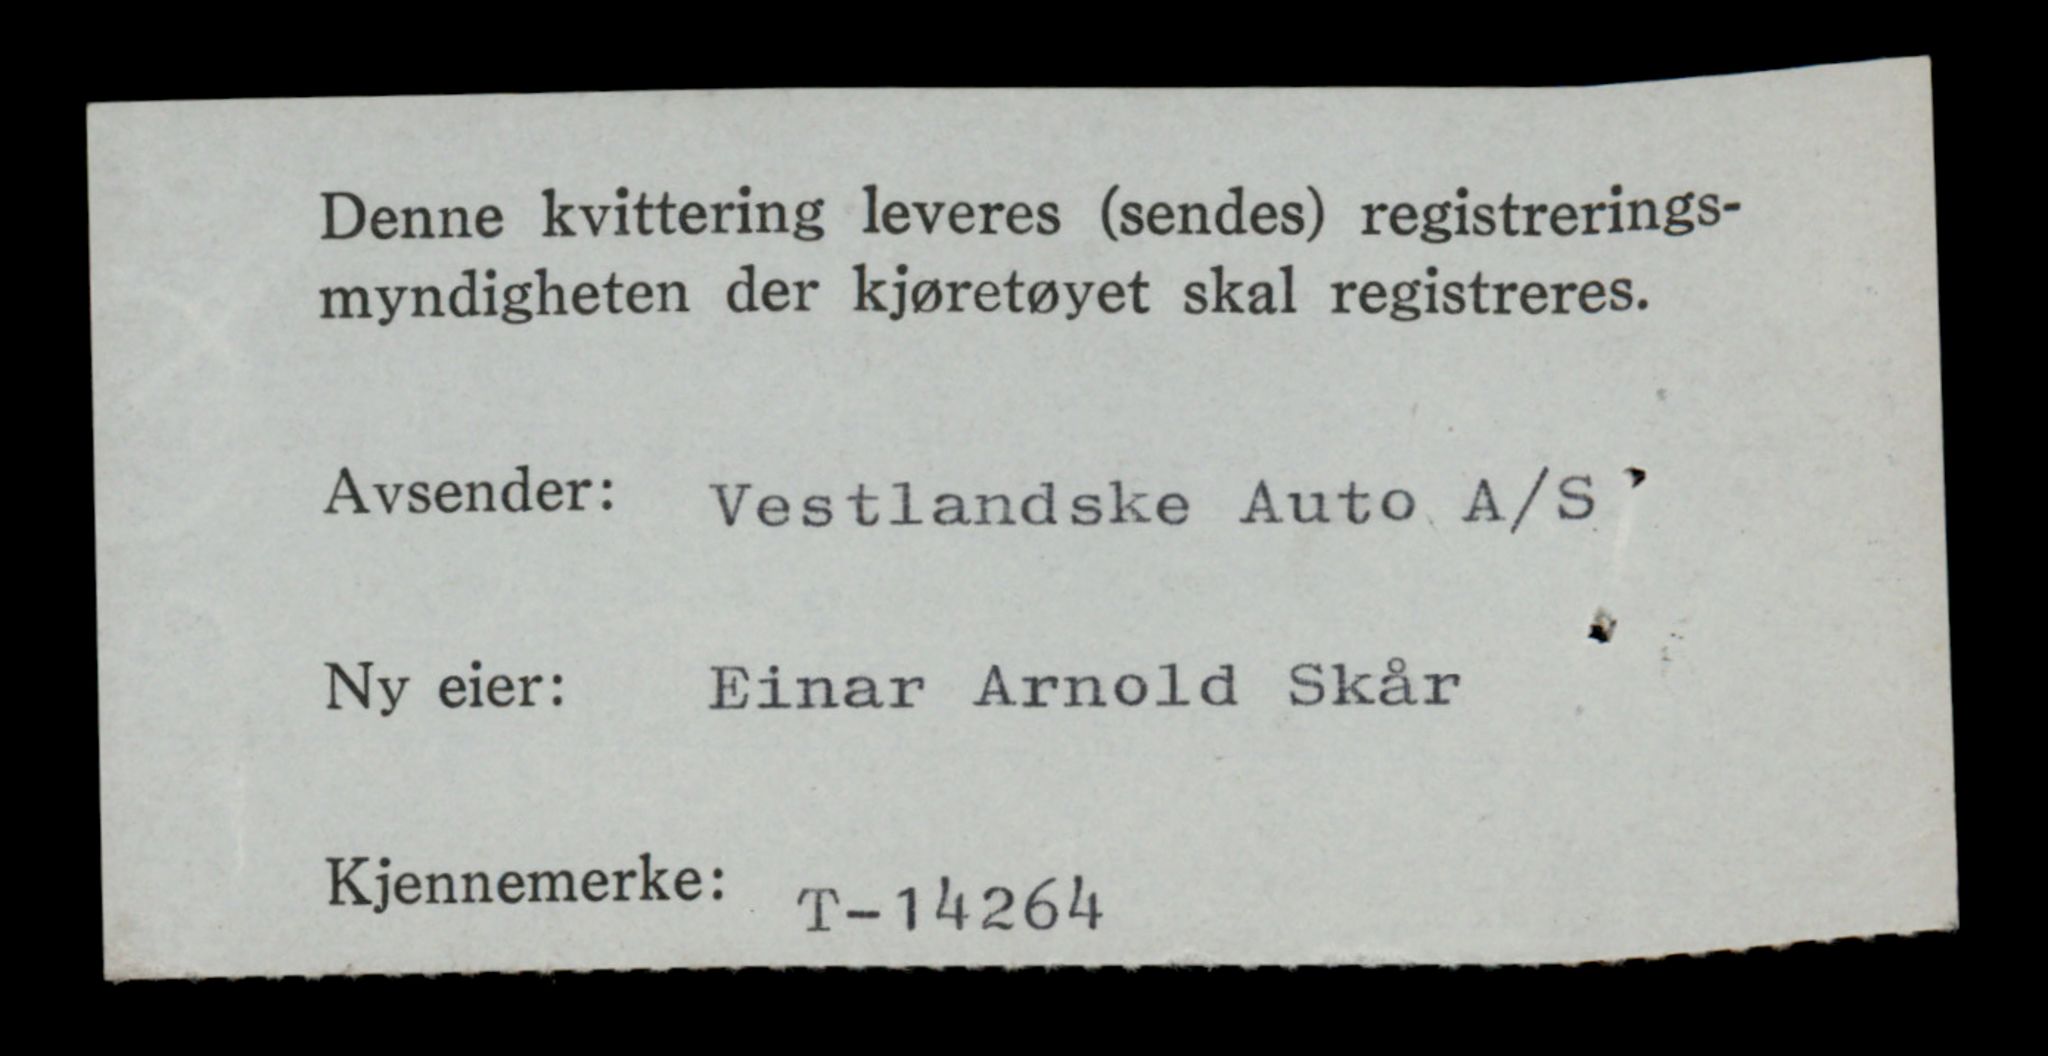 Denne kvittering leveres (sendes) registrerings-
myndigheten der kjøretøyet skal registreres.
Avsender: Vestlandske Auto A/S
Ny eier: Einar Arnold Skår
Kjennemerke: T-14264